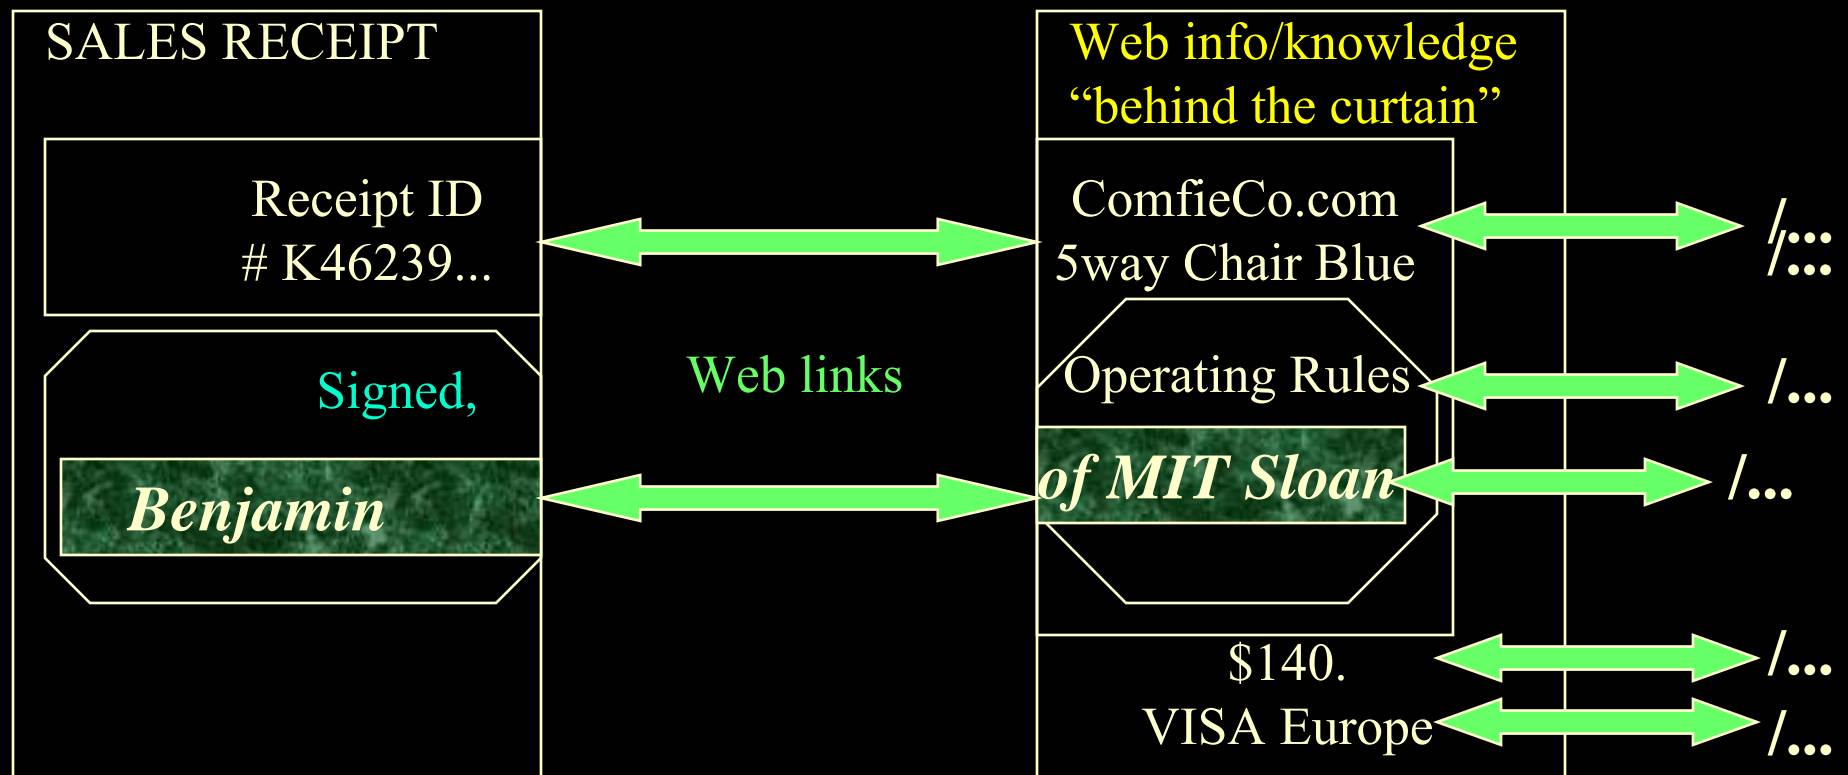 SALES RECEIPT
Receipt ID
# K46239...
Signed,
Benjamin
Web links
Web info/knowledge
“behind the curtain”
ComfieCo.com
5way Chair Blue
Operating Rules
of MIT Sloan
$140.
VISA Europe
/...
/...
/...
/...
/...
/...